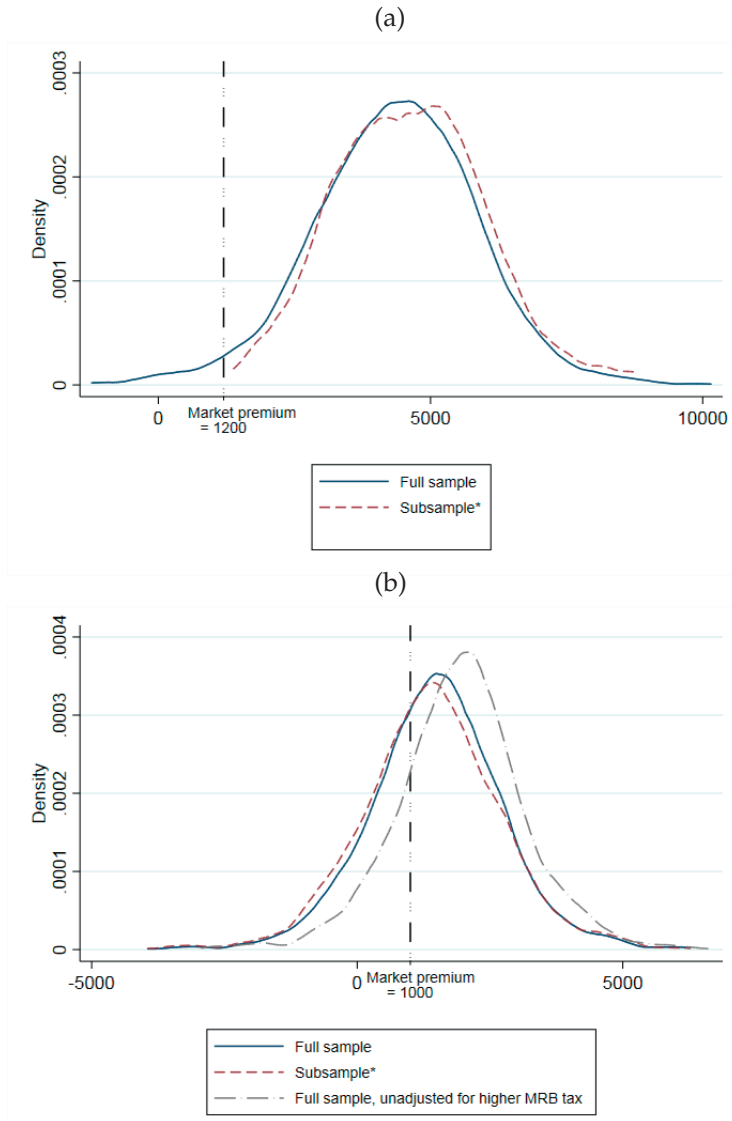 (a)
.0003
.0002
.0001
0
Density
0
5000
10000
Market premium
= 1200
Full sample
Subsample*
(b)
.0004
.0003
.0002
.0001
0
Density
-5000
0
5000
Market premium
= 1000
Full sample
Subsample*
Full sample, unadjusted for higher MRB tax